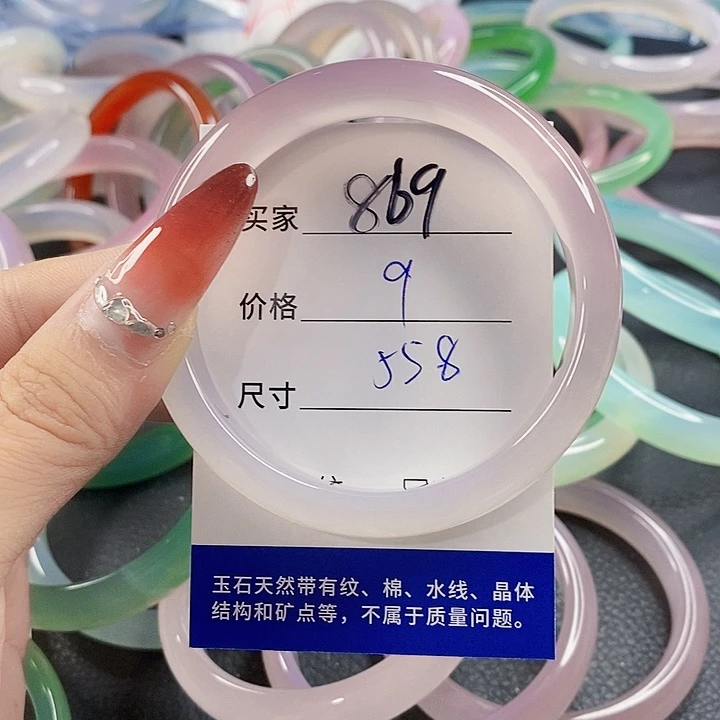 买家 869
价格 9
尺寸 558
玉石天然带有纹、棉、水线、晶体
结构和矿点等，不属于质量问题。